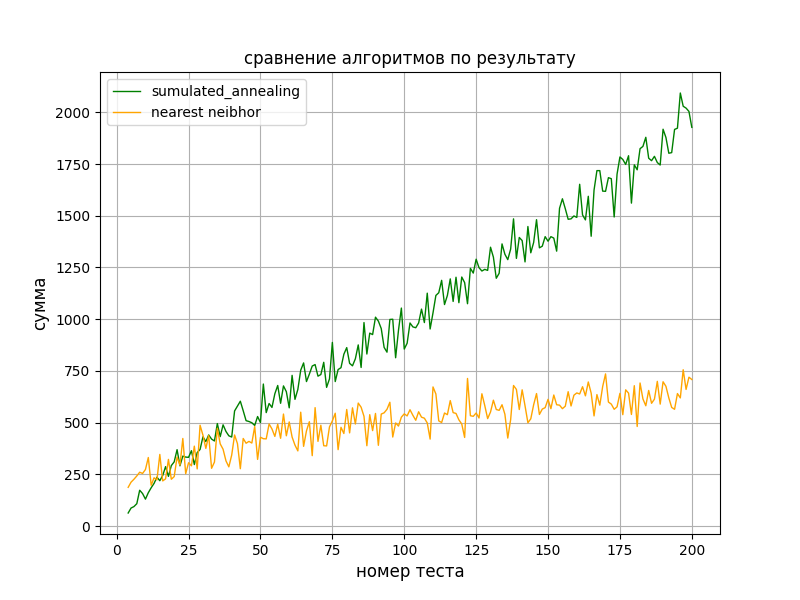 сравнение алгоритмов по результату
sumulated_annealing
nearest neibhor
2000
1750
1500
1250
1000
750
500
250
0
сумма
0 25 50 75 100 125 150 175 200
номер теста